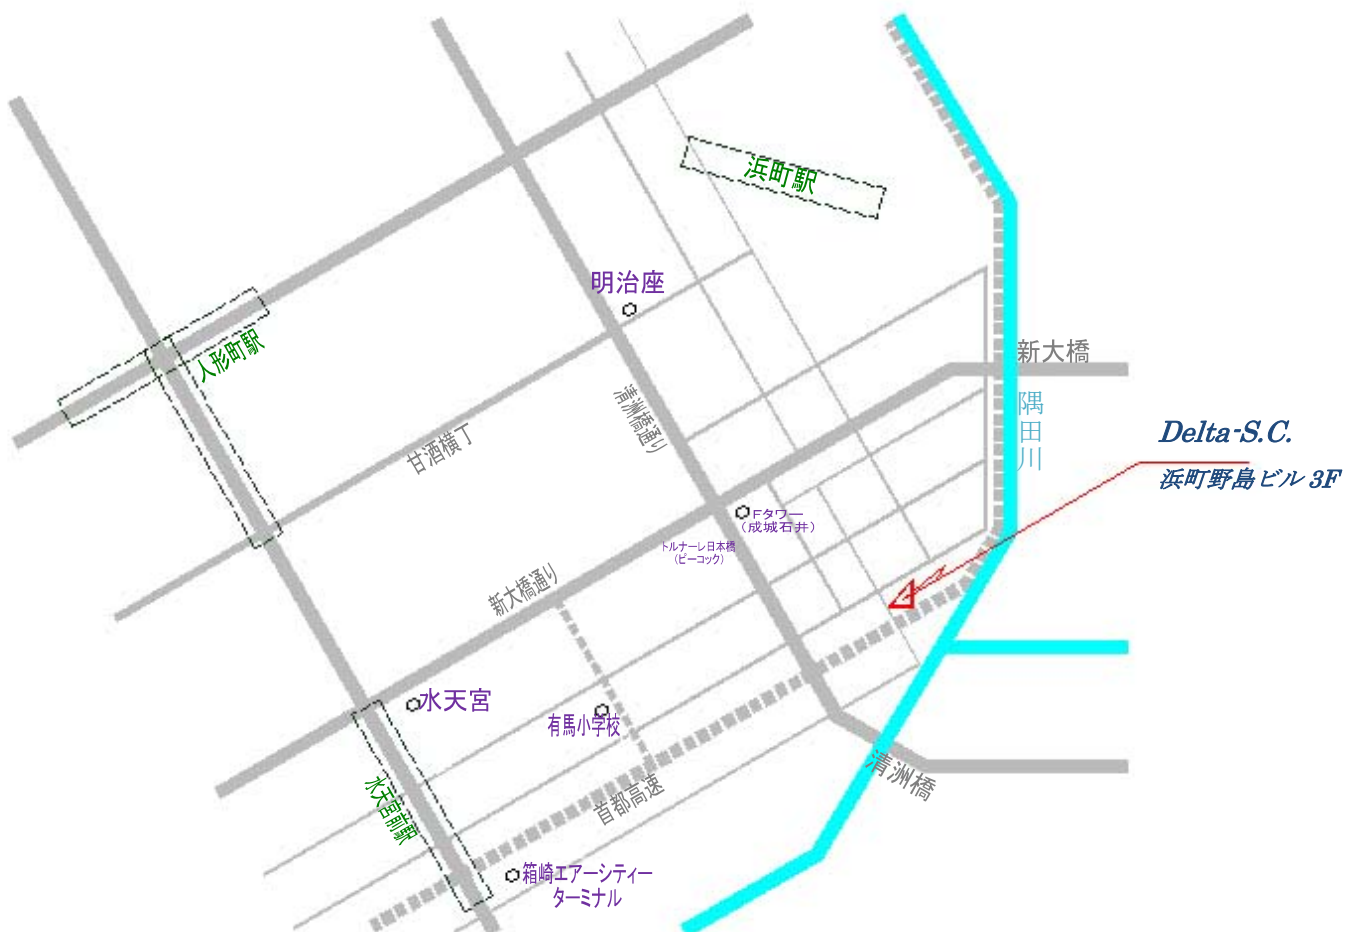 浜町駅
明治座
人形町駅
新大橋
清洲橋通り
隅
田
川
甘酒横丁
Delta-S.C.
浜町野島ビル 3F
Fタワー
(成城石井)
トルナーレ日本橋
(ピーコック)
新大橋通り
水天宮
有馬小学校
水天宮前駅
首都高速
清洲橋
箱崎エアーシティー
ターミナル